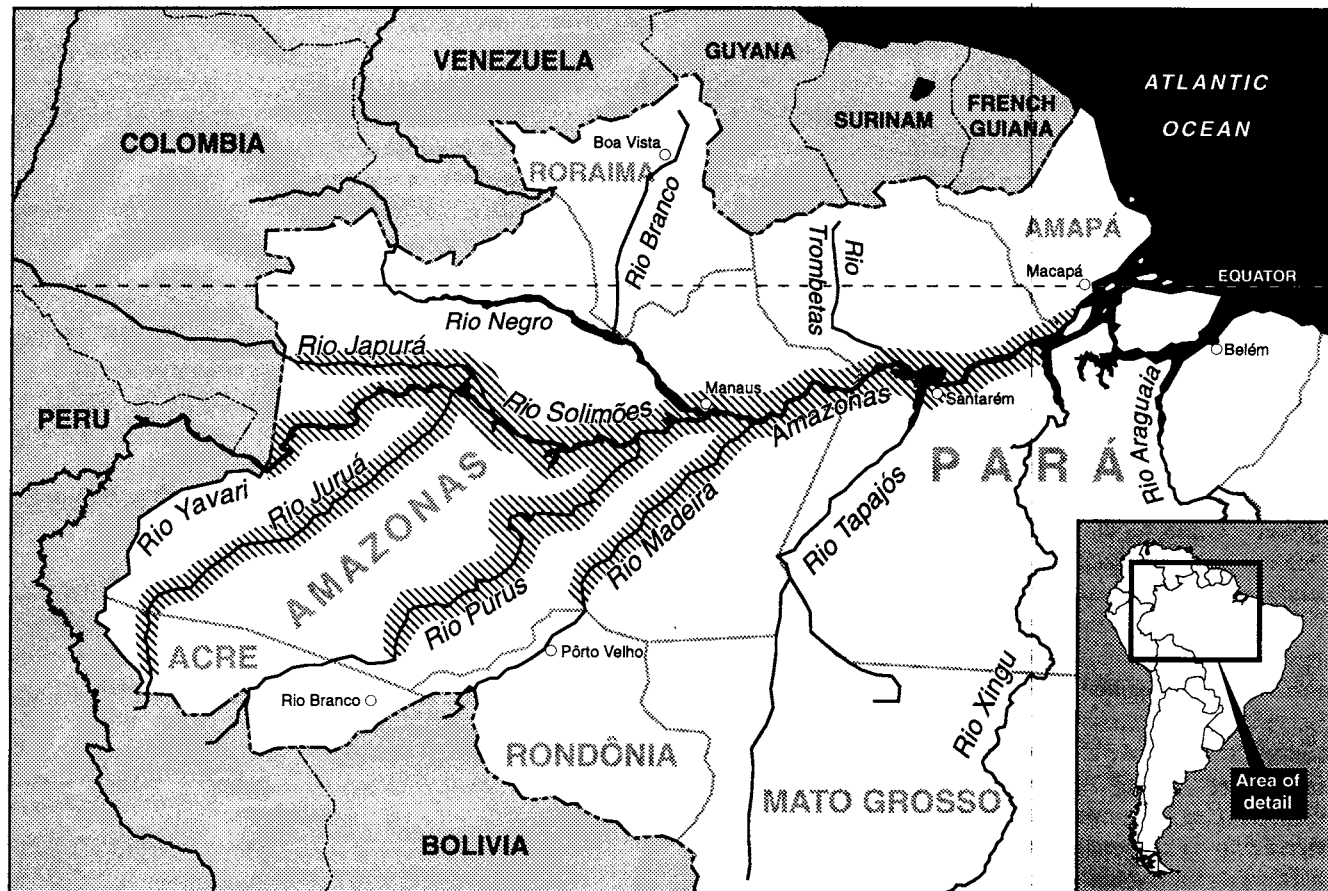 VENEZUELA
GUYANA
SURINAM
FRENCH
GUIANA
ATLANTIC
OCEAN
COLOMBIA
Boa Vista
RORAIMA
Rio Branco
Rio
Trombetas
AMAPÁ
Macapá
EQUATOR
Rio Negro
Rio Japurá
Belém
Manaus
Rio Solimões
Amazonas
Santarém
PERU
Rio Yavari
Rio Juruá
AMAZONAS
Rio Purus
Rio Madeira
Rio Tapajós
PARÁ
Rio Araguaia
ACRE
Pôrto Velho
Rio Branco
RONDÔNIA
Rio Xingu
MATO GROSSO
BOLIVIA
Area of
detail